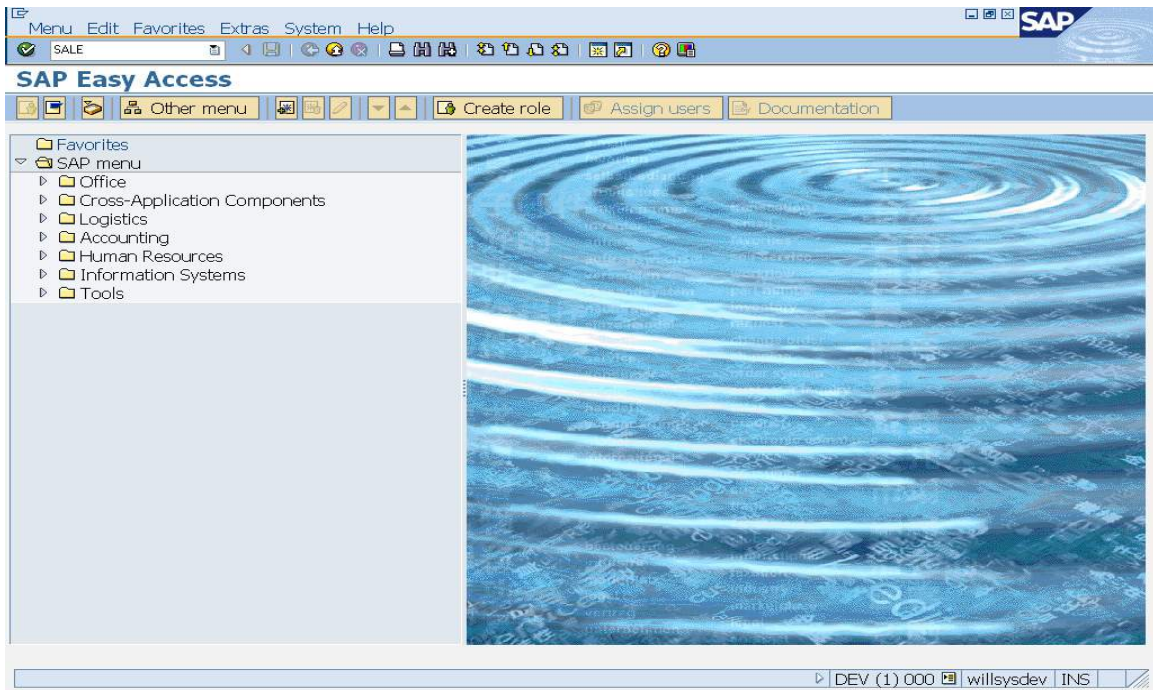 Menu Edit Favorites Extras System Help
SAP
SALE
SAP Easy Access
Other menu Create role Assign users Documentation
Favorites
SAP menu
Office
Cross-Application Components
Logistics
Accounting
Human Resources
Information Systems
Tools
DEV (1) 000 willsysdev INS